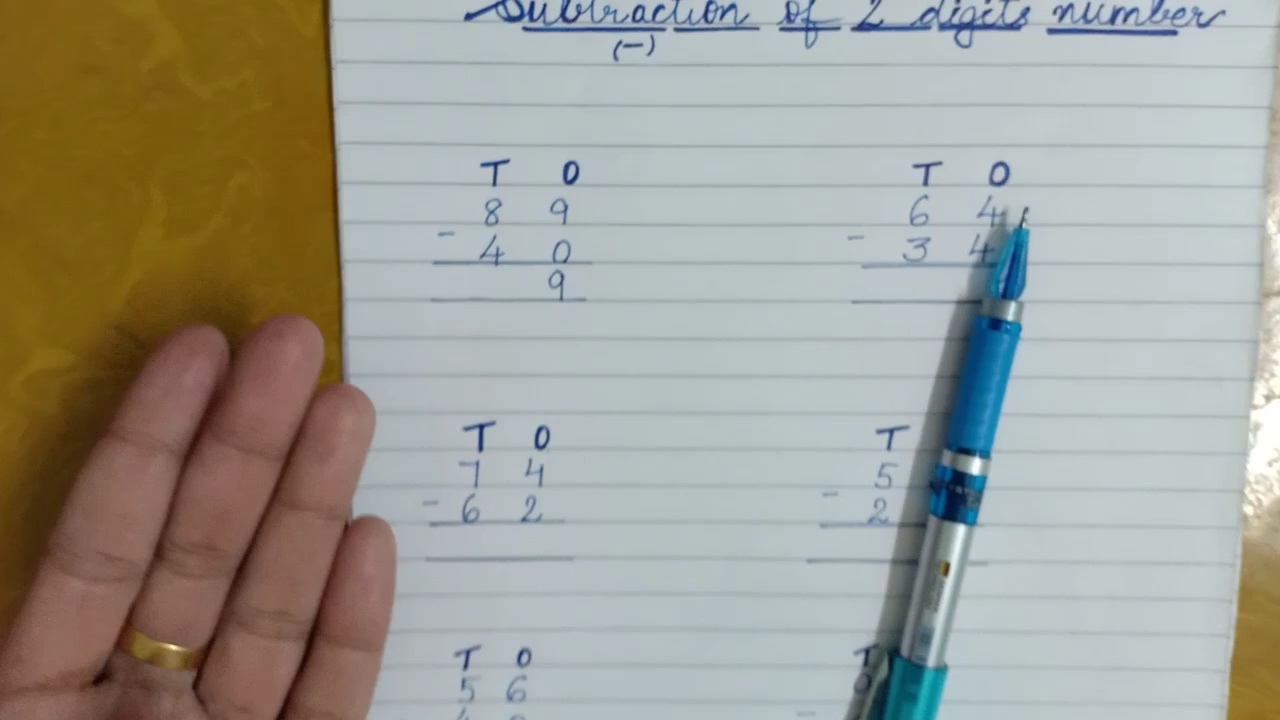 Subtraction of 2 digits number
(-)
T O T O
8 9 6 4
- 4 0 - 3 4
9
T O T
7 4 5
- 6 2 - 2
T O T
5 6